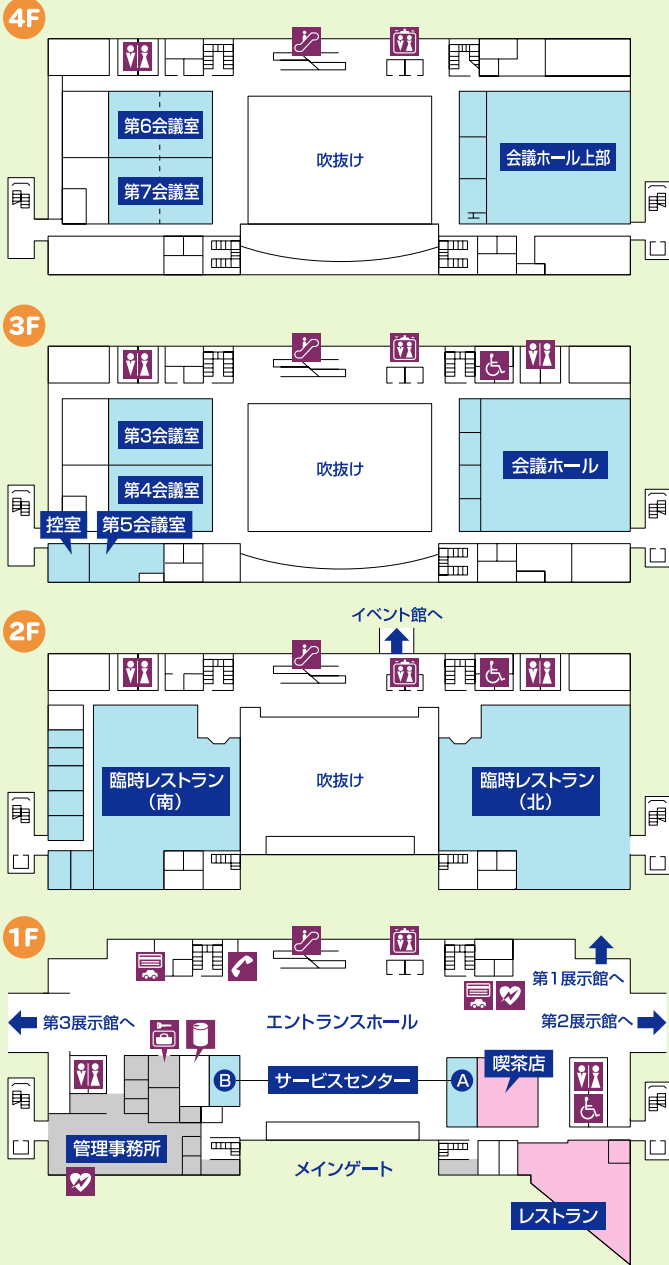 4F
第6会議室
第7会議室
吹抜け
会議ホール上部
3F
第3会議室
第4会議室
控室
第5会議室
吹抜け
会議ホール
2F
イベント館へ
臨時レストラン
(南)
吹抜け
臨時レストラン
(北)
1F
第1展示館へ
第3展示館へ
エントランスホール
第2展示館へ
B
サービスセンター
A
喫茶店
管理事務所
メインゲート
レストラン